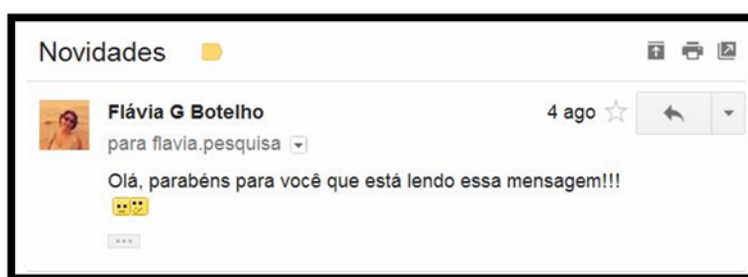 Novidades
Flávia G Botelho 4 ago
para flavia.pesquisa
Olá, parabéns para você que está lendo essa mensagem!!!